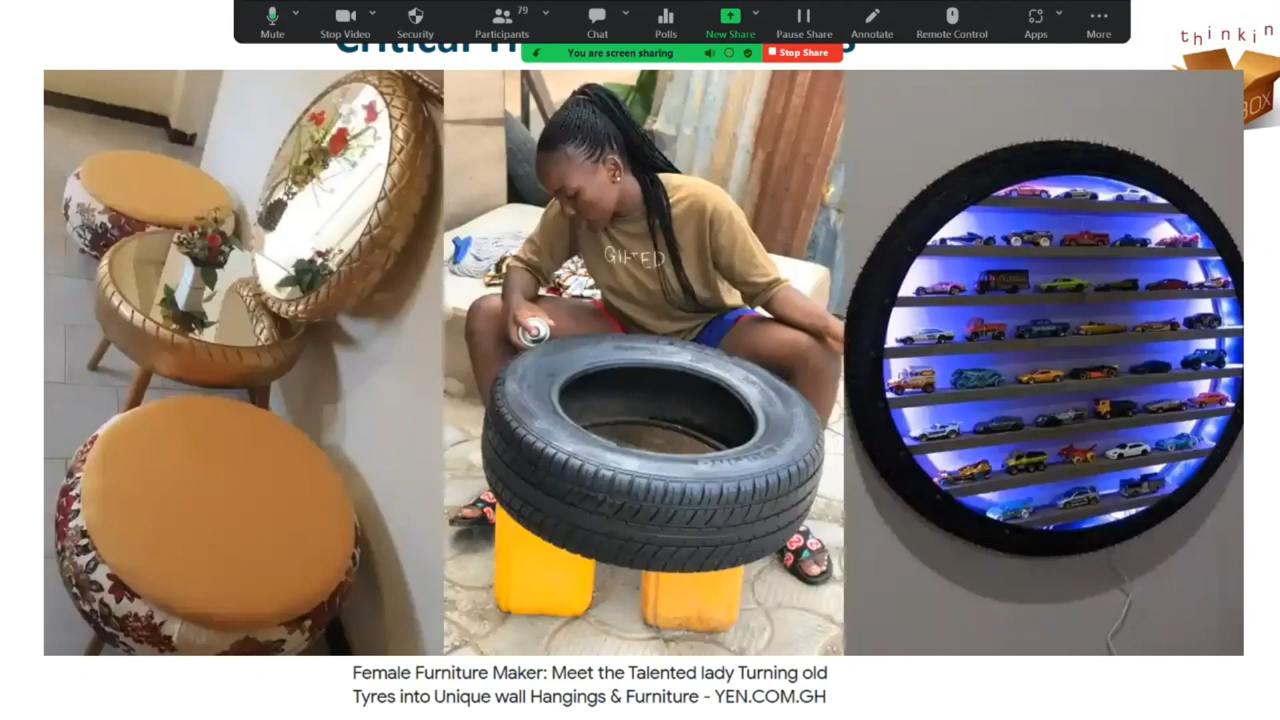 Mute
Stop Video
Security
Participants
79
Chat
Polls
New Share
Pause Share
Annotate
Remote Control
Apps
More
You are screen sharing
Stop Share
Critical
thinkin
BOX
GIFTED
Female Furniture Maker: Meet the Talented lady Turning old
Tyres into Unique wall Hangings & Furniture - YEN.COM.GH